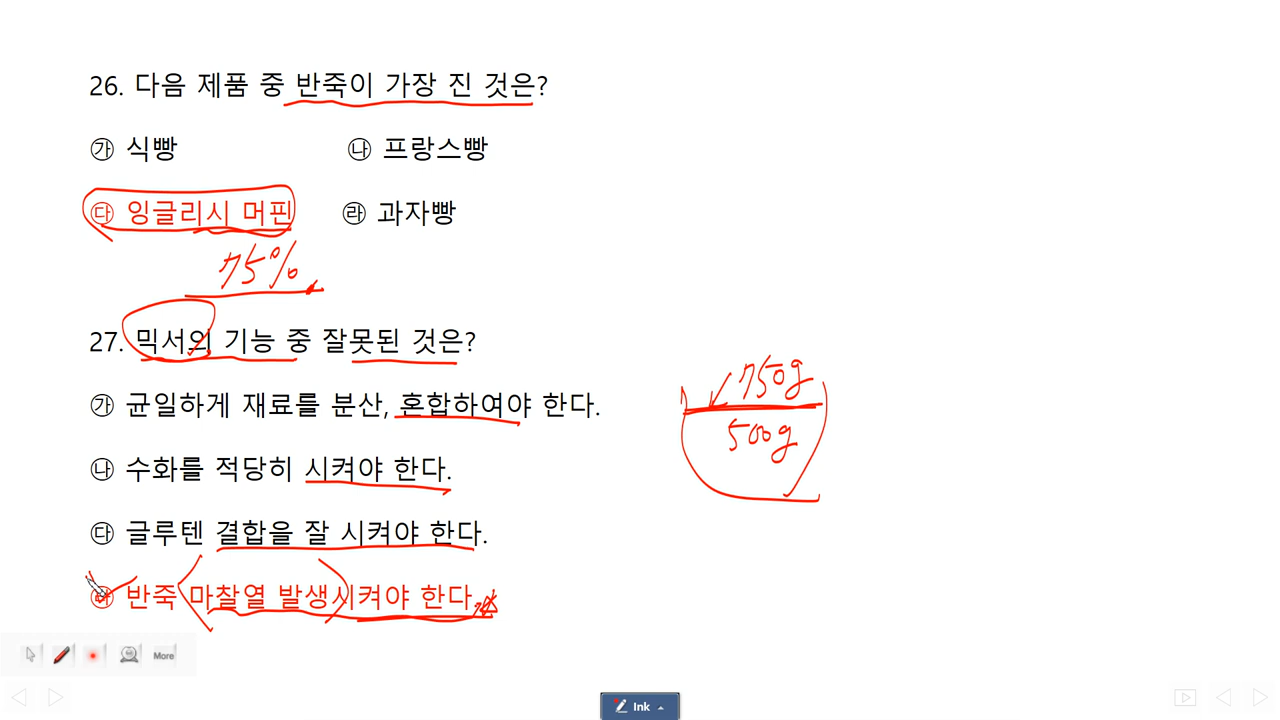 26. 다음 제품 중 반죽이 가장 진 것은?
㉮ 식빵 ㉯ 프랑스빵
㉰ 잉글리시 머핀 ㉱ 과자빵
75%
27. 믹서의 기능 중 잘못된 것은?
㉮ 균일하게 재료를 분산, 혼합하여야 한다.
750g
500g
㉯ 수화를 적당히 시켜야 한다.
㉰ 글루텐 결합을 잘 시켜야 한다.
㉱ 반죽 마찰열 발생시켜야 한다.
More
Ink